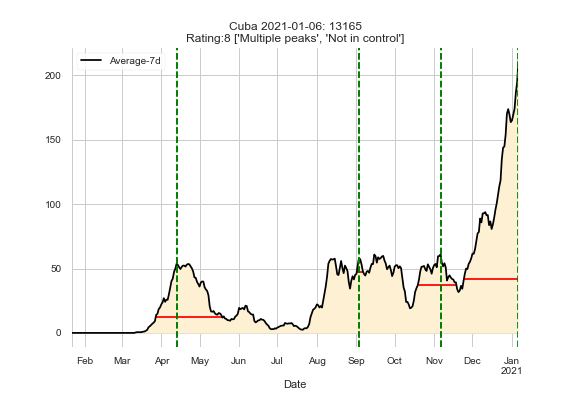 Cuba 2021-01-06: 13165
Rating:8 ['Multiple peaks', 'Not in control']
Average-7d
200
150
100
50
0
Feb Mar Apr May Jun Jul Aug Sep Oct Nov Dec Jan
2021
Date